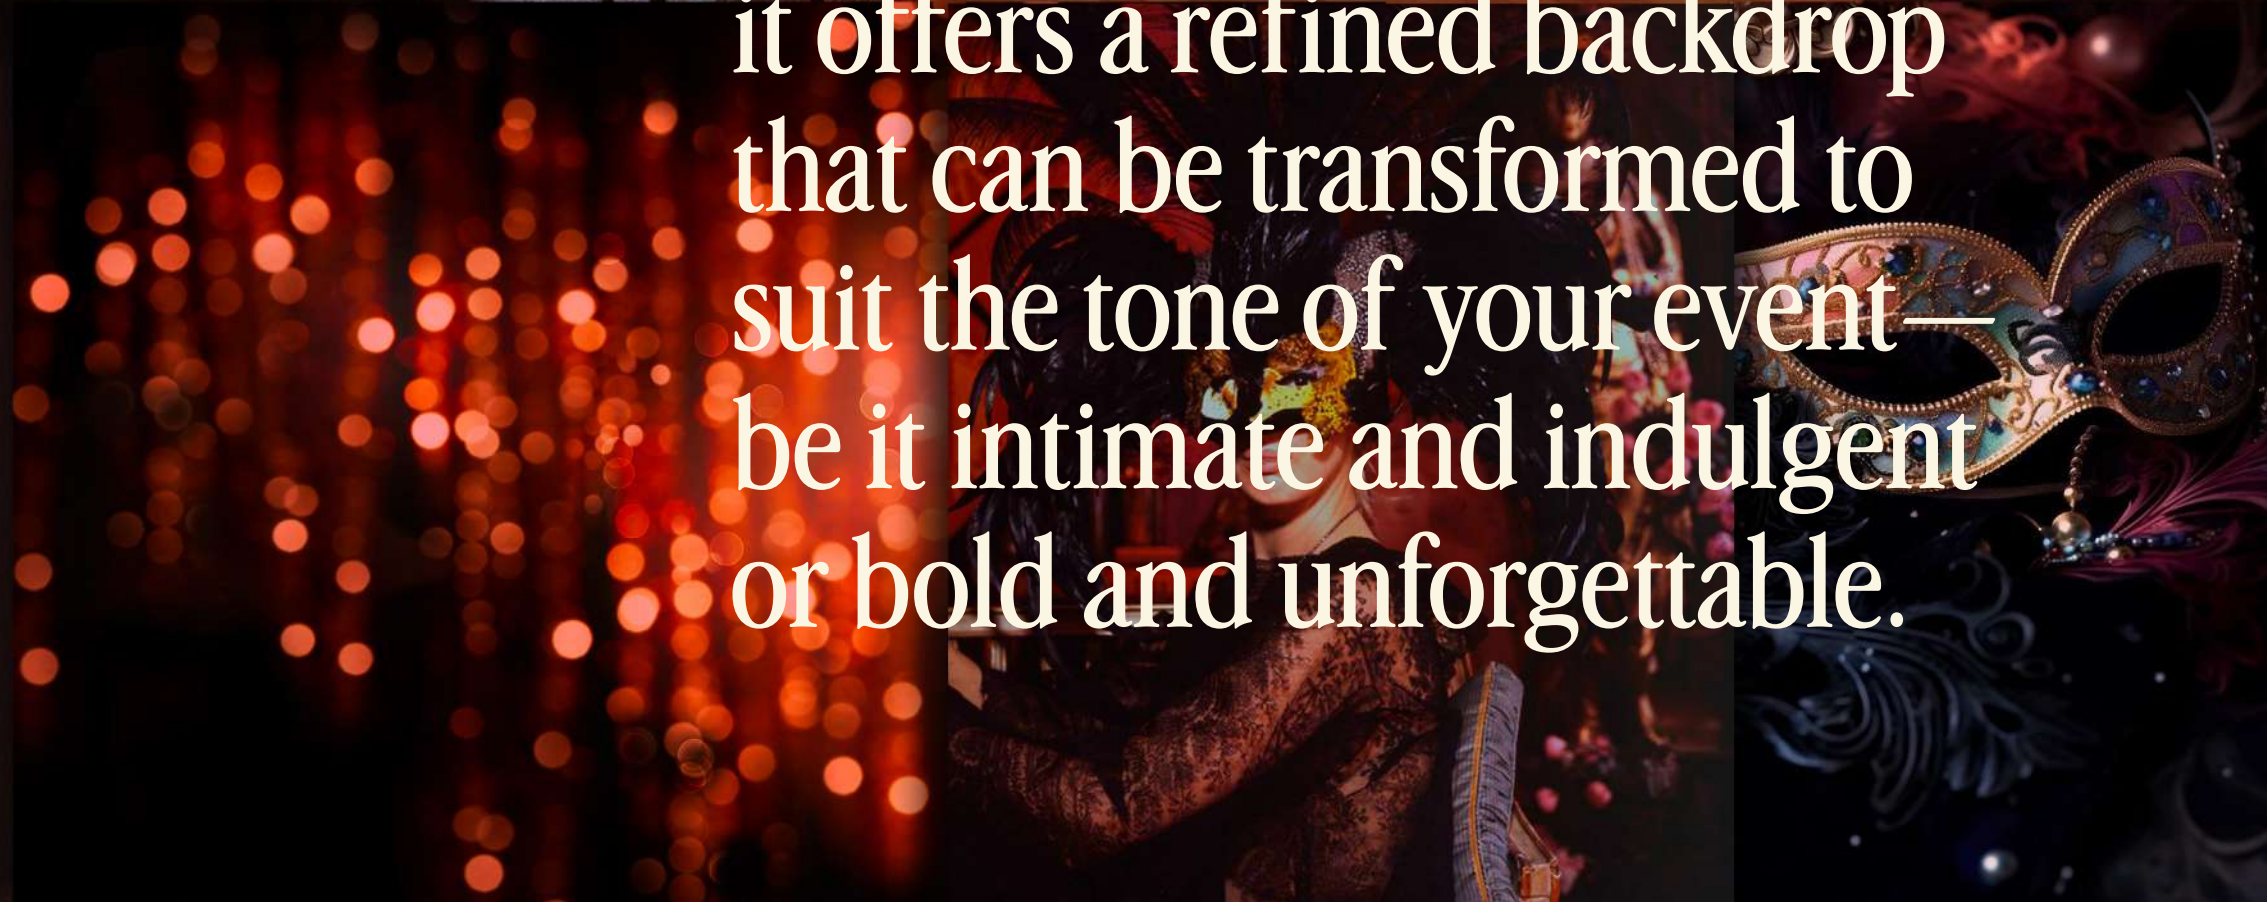 it offers a refined backdrop
that can be transformed to
suit the tone of your event—
be it intimate and indulgent
or bold and unforgettable.